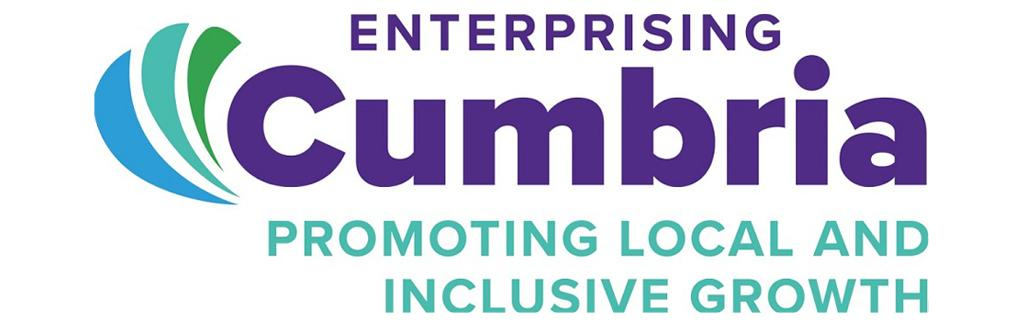 ENTERPRISING
Cumbria
PROMOTING LOCAL AND
INCLUSIVE GROWTH